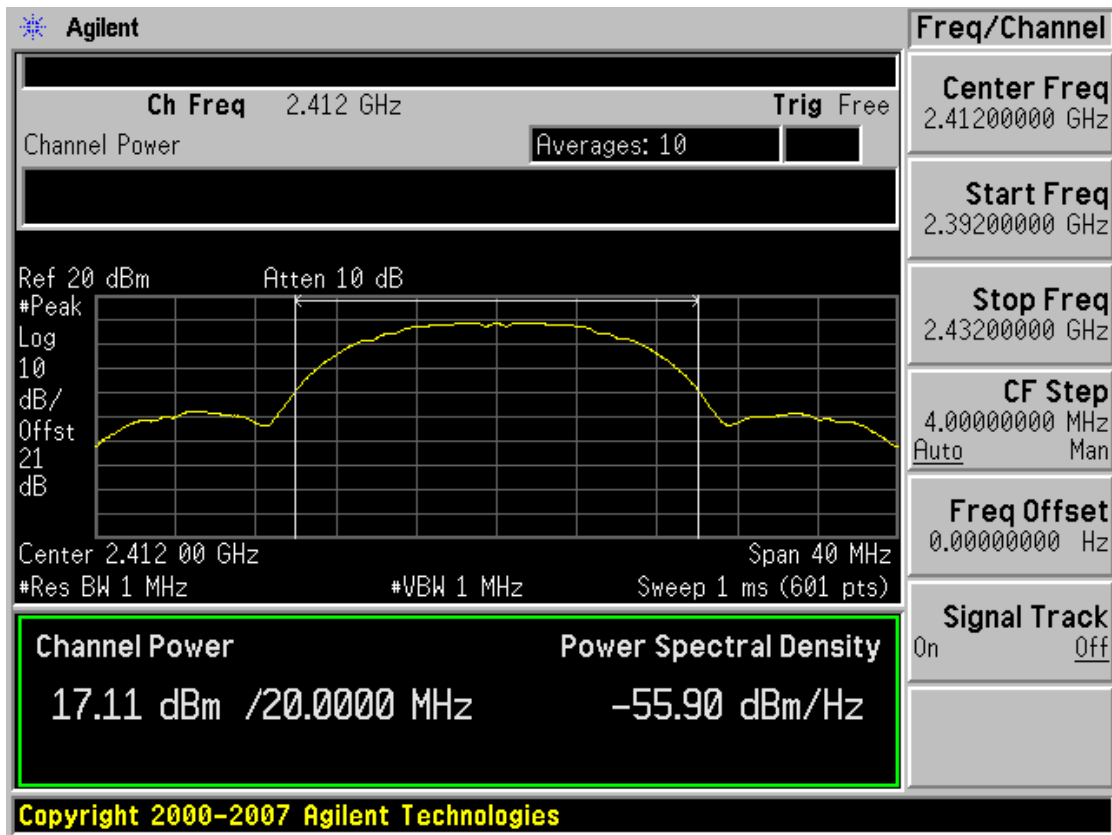 Agilent
Freq/Channel
Ch Freq 2.412 GHz Trig Free
Channel Power Averages: 10
Ref 20 dBm Atten 10 dB
#Peak
Log
10
dB/
Offst
21
dB
Center 2.412 00 GHz Span 40 MHz
#Res BW 1 MHz #VBW 1 MHz Sweep 1 ms (601 pts)
Channel Power Power Spectral Density
17.11 dBm /20.0000 MHz -55.90 dBm/Hz
Center Freq
2.41200000 GHz
Start Freq
2.39200000 GHz
Stop Freq
2.43200000 GHz
CF Step
4.00000000 MHz
Auto Man
Freq Offset
0.00000000 Hz
Signal Track
On Off
Copyright 2000-2007 Agilent Technologies